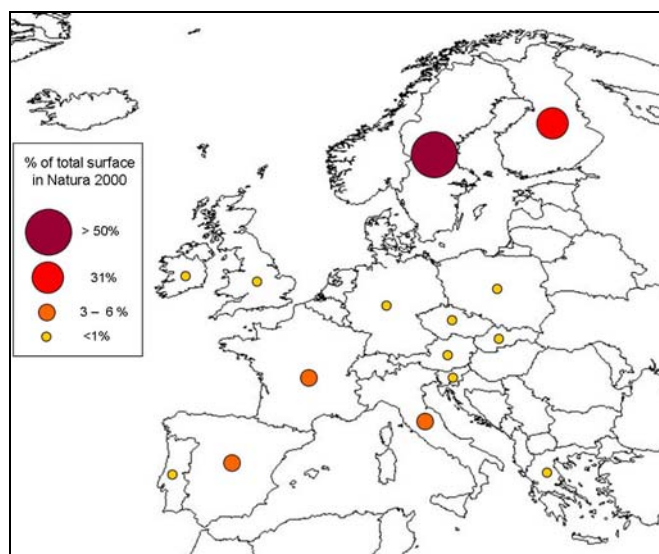 % of total surface
in Natura 2000
> 50%
31%
3 – 6 %
<1%